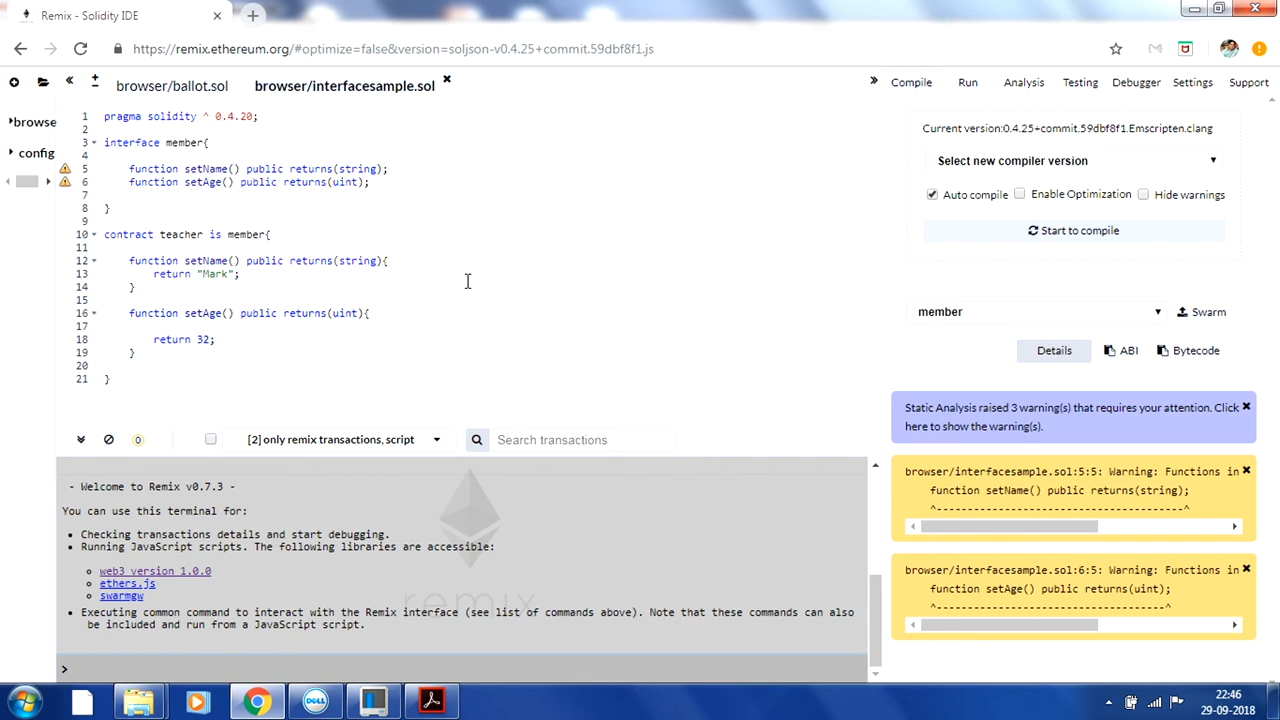 Remix - Solidity IDE
https://remix.ethereum.org/#optimize=false&version=soljson-v0.4.25+commit.59dbf8f1.js
browser/ballot.sol
browser/interfacesample.sol
Compile
Run
Analysis
Testing
Debugger
Settings
Support
browse
config
1 pragma solidity ^ 0.4.20;
2
3 interface member{
4
5 function setName() public returns(string);
6 function setAge() public returns(uint);
7
8 }
9
10 contract teacher is member{
11
12 function setName() public returns(string){
13 return "Mark";
14 }
15
16 function setAge() public returns(uint){
17
18 return 32;
19 }
20
21 }
Current version:0.4.25+commit.59dbf8f1.Emscripten.clang
Select new compiler version
Auto compile
Enable Optimization
Hide warnings
Start to compile
member
Swarm
Details
ABI
Bytecode
Static Analysis raised 3 warning(s) that requires your attention. Click
here to show the warning(s).
browser/interfacesample.sol:5:5: Warning: Functions in
function setName() public returns(string);
^----------------------------------------^
browser/interfacesample.sol:6:5: Warning: Functions in
function setAge() public returns(uint);
^-------------------------------------^
0
[2] only remix transactions, script
Search transactions
- Welcome to Remix v0.7.3 -
You can use this terminal for:
• Checking transactions details and start debugging.
• Running JavaScript scripts. The following libraries are accessible:
web3 version 1.0.0
ethers.js
swarmgw
• Executing common command to interact with the Remix interface (see list of commands above). Note that these commands can also
be included and run from a JavaScript script.
remix
>
DELL
22:46
29-09-2018